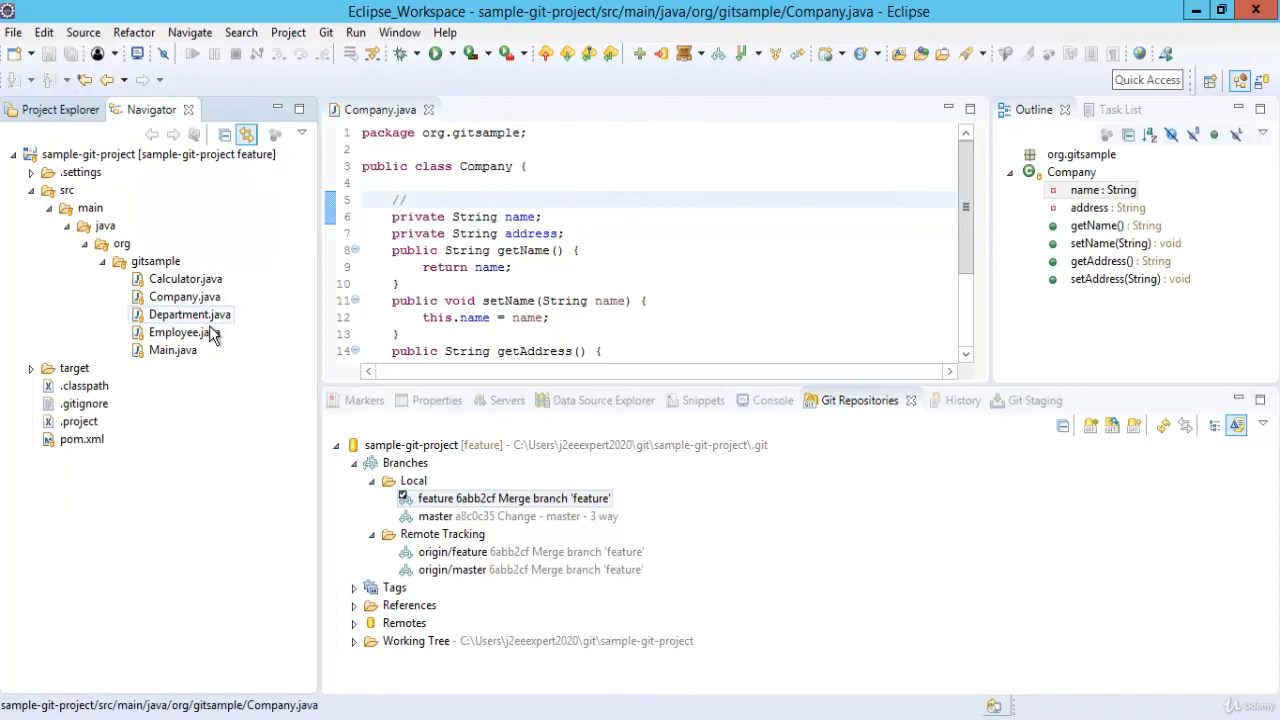 Eclipse_Workspace - sample-git-project/src/main/java/org/gitsample/Company.java - Eclipse
File Edit Source Refactor Navigate Search Project Git Run Window Help
Quick Access
Project Explorer Navigator
sample-git-project [sample-git-project feature]
.settings
src
main
java
org
gitsample
Calculator.java
Company.java
Department.java
Employee.java
Main.java
target
.classpath
.gitignore
.project
pom.xml
Company.java
1 package org.gitsample;
2
3 public class Company {
4
5 //
6 private String name;
7 private String address;
8 public String getName() {
9 return name;
10 }
11 public void setName(String name) {
12 this.name = name;
13 }
14 public String getAddress() {
Outline Task List
org.gitsample
Company
name : String
address : String
getName() : String
setName(String) : void
getAddress() : String
setAddress(String) : void
Markers Properties Servers Data Source Explorer Snippets Console Git Repositories History Git Staging
sample-git-project [feature] - C:\Users\j2eeexpert2020\git\sample-git-project\.git
Branches
Local
feature 6abb2cf Merge branch 'feature'
master a8c0c35 Change - master - 3 way
Remote Tracking
origin/feature 6abb2cf Merge branch 'feature'
origin/master 6abb2cf Merge branch 'feature'
Tags
References
Remotes
Working Tree - C:\Users\j2eeexpert2020\git\sample-git-project
sample-git-project/src/main/java/org/gitsample/Company.java
Udemy